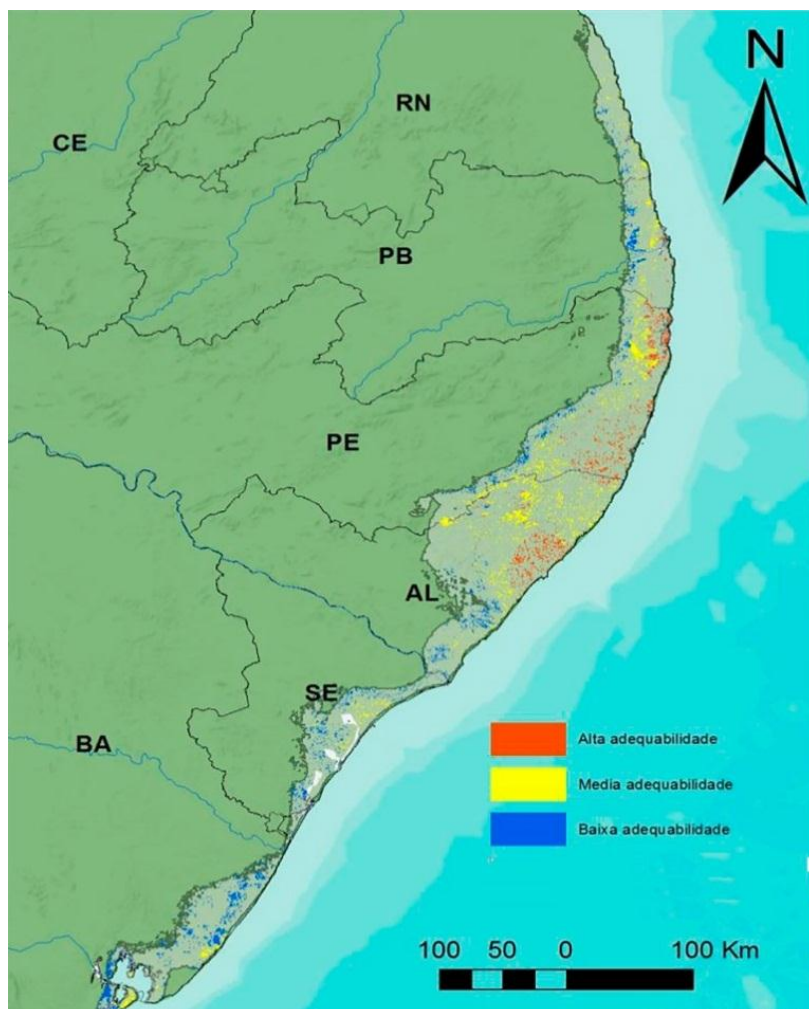 N
RN
CE
PB
PE
AL
SE
BA
Alta adequabilidade
Media adequabilidade
Baixa adequabilidade
100 50 0 100 Km